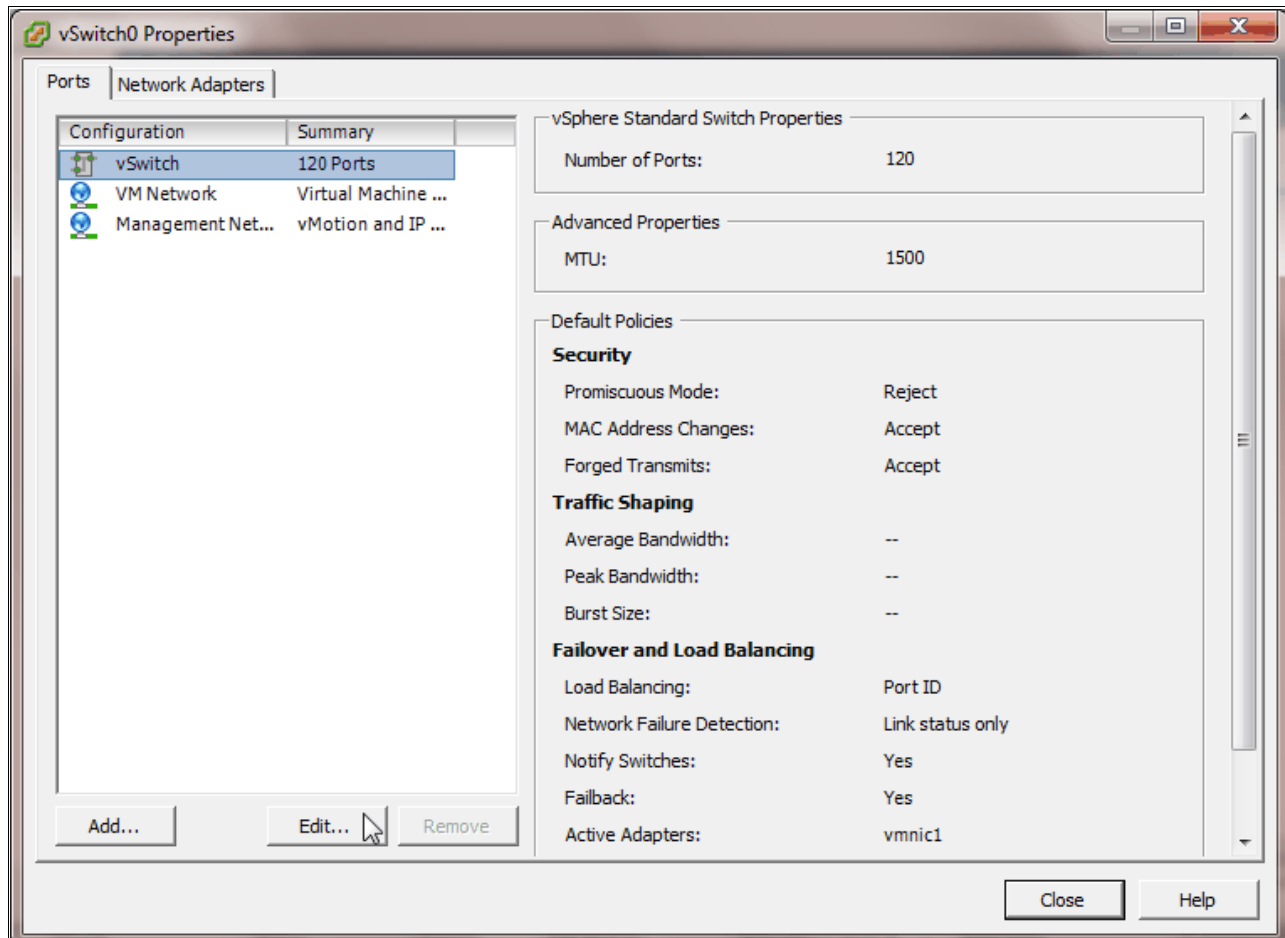 vSwitch0 Properties
Ports
Network Adapters
Configuration Summary
vSwitch 120 Ports
VM Network Virtual Machine ...
Management Net... vMotion and IP ...
Add...
Edit...
Remove
vSphere Standard Switch Properties
Number of Ports: 120
Advanced Properties
MTU: 1500
Default Policies
Security
Promiscuous Mode: Reject
MAC Address Changes: Accept
Forged Transmits: Accept
Traffic Shaping
Average Bandwidth: --
Peak Bandwidth: --
Burst Size: --
Failover and Load Balancing
Load Balancing: Port ID
Network Failure Detection: Link status only
Notify Switches: Yes
Failback: Yes
Active Adapters: vmnic1
Close
Help